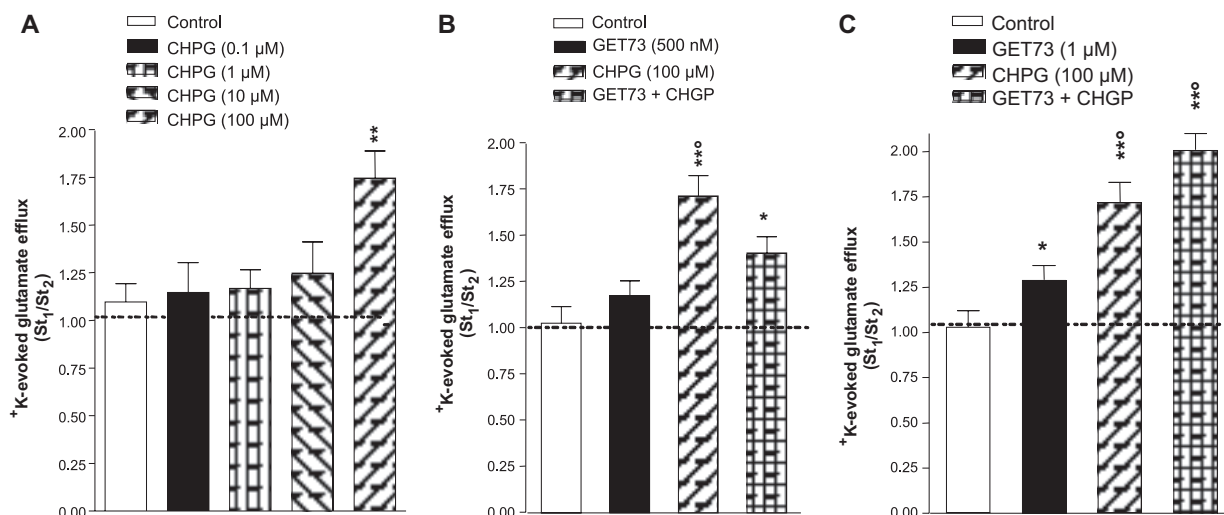 A
Control
CHPG (0.1 µM)
CHPG (1 µM)
CHPG (10 µM)
CHPG (100 µM)
**
2.00
1.75
1.50
1.25
1.00
0.75
0.50
0.25
0.00
+K-evoked glutamate efflux
(St1/St2)
B
Control
GET73 (500 nM)
CHPG (100 µM)
GET73 + CHGP
**°
*
2.00
1.75
1.50
1.25
1.00
0.75
0.50
0.25
0.00
+K-evoked glutamate efflux
(St1/St2)
C
Control
GET73 (1 µM)
CHPG (100 µM)
GET73 + CHGP
*
**°
**°
2.00
1.75
1.50
1.25
1.00
0.75
0.50
0.25
0.00
+K-evoked glutamate efflux
(St1/St2)